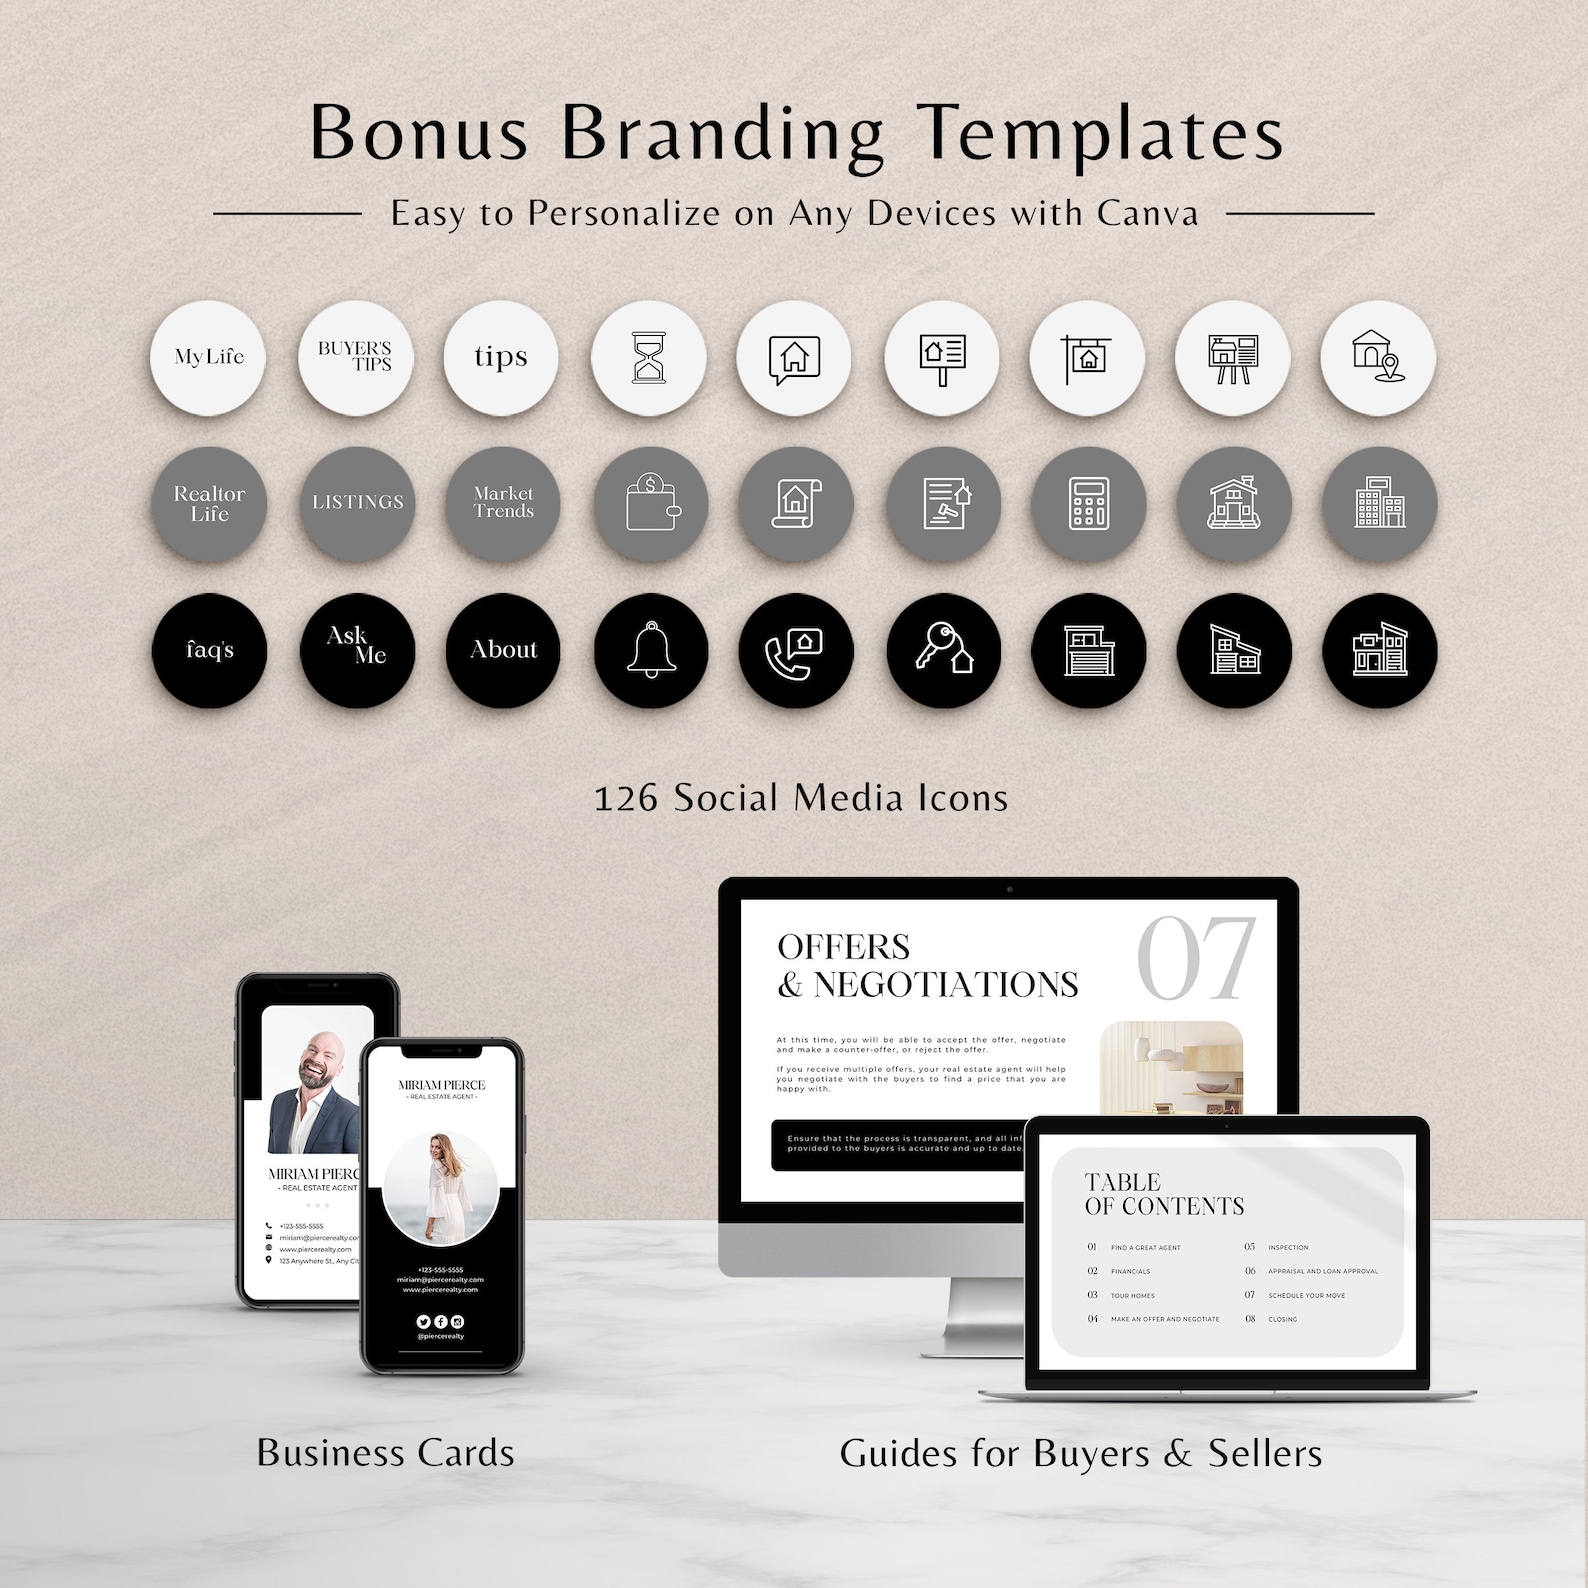 Bonus Branding Templates
Easy to Personalize on Any Devices with Canva
MyLife
BUYER'S
TIPS
tips
Realtor
Life
LISTINGS
Market
Trends
$
faq's
Ask
Me
About
126 Social Media Icons
MIRIAM PIERC
- REAL ESTATE AGENT
+123-555-5555
miriam@piercerealty.co
www.piercerealty.com
123 Anywhere St., Any Cit
MIRIAM PIERCE
- REAL ESTATE AGENT -
+123-555-5555
miriam@piercerealty.com
www.piercerealty.com
@piercerealty
Business Cards
OFFERS
& NEGOTIATIONS
07
At this time, you will be able to accept the offer, negotiate
and make a counter-offer, or reject the offer.
If you receive multiple offers, your real estate agent will help
you negotiate with the buyers to find a price that you are
happy with.
Ensure that the process is transparent, and all inf
provided to the buyers is accurate and up to date.
TABLE
OF CONTENTS
01 FIND A GREAT AGENT
02 FINANCIALS
03 TOUR HOMES
04 MAKE AN OFFER AND NEGOTIATE
05 INSPECTION
06 APPRAISAL AND LOAN APPROVAL
07 SCHEDULE YOUR MOVE
08 CLOSING
Guides for Buyers & Sellers